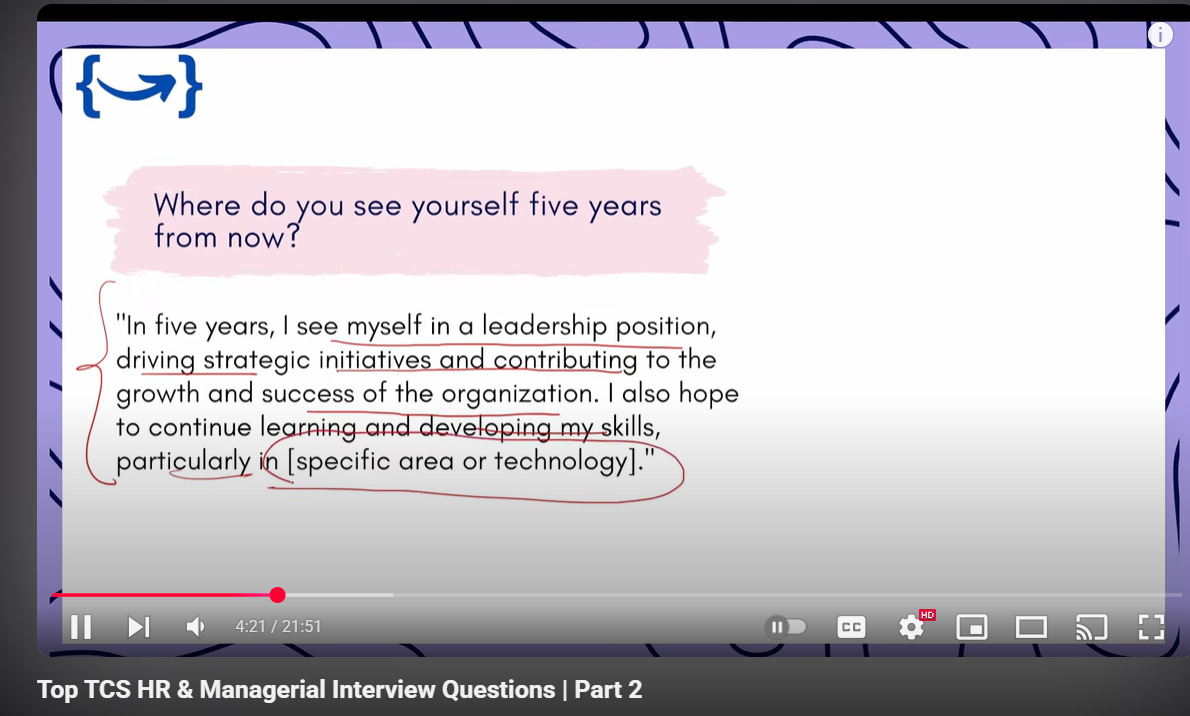 Where do you see yourself five years
from now?
"In five years, I see myself in a leadership position,
driving strategic initiatives and contributing to the
growth and success of the organization. I also hope
to continue learning and developing my skills,
particularly in [specific area or technology]."
4:21 / 21:51
CC
HD
Top TCS HR & Managerial Interview Questions | Part 2